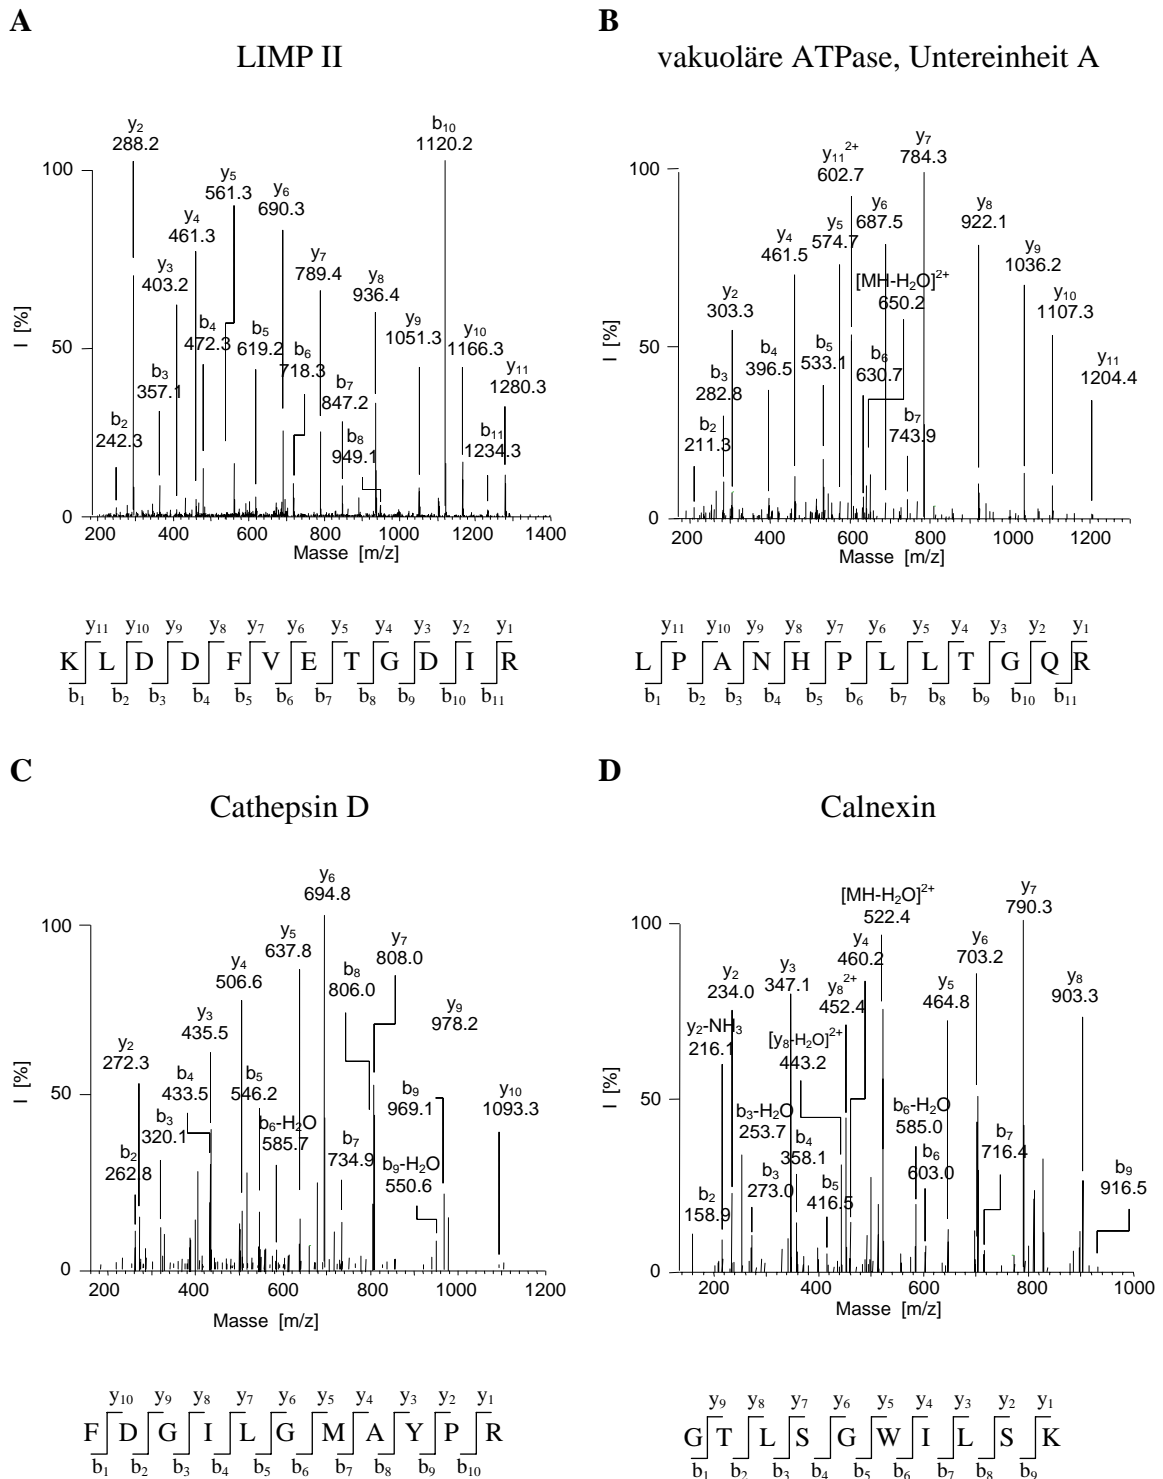 A
LIMP II
y2
288.2
b10
1120.2
y5
561.3
y6
690.3
y4
461.3
y3
403.2
y7
789.4
y8
936.4
b4
472.3
b5
619.2
b6
718.3
y9
1051.3
y10
1166.3
b3
357.1
b7
847.2
y11
1280.3
b2
242.3
b8
949.1
b11
1234.3
100
50
0
I [%]
200 400 600 800 1000 1200 1400
Masse [m/z]
y11 y10 y9 y8 y7 y6 y5 y4 y3 y2 y1
K L D D F V E T G D I R
b1 b2 b3 b4 b5 b6 b7 b8 b9 b10 b11
B
vakuoläre ATPase, Untereinheit A
y7
784.3
y11 2+
602.7
y6
687.5
y5
574.7
y8
922.1
y4
461.5
y9
1036.2
[MH-H2O]2+
650.2
y2
303.3
y10
1107.3
b3
282.8
b4
396.5
b5
533.1
b6
630.7
y11
1204.4
b2
211.3
b7
743.9
100
50
0
I [%]
200 400 600 800 1000 1200
Masse [m/z]
y11 y10 y9 y8 y7 y6 y5 y4 y3 y2 y1
L P A N H P L L T G Q R
b1 b2 b3 b4 b5 b6 b7 b8 b9 b10 b11
C
Cathepsin D
y6
694.8
y5
637.8
y7
808.0
y4
506.6
b8
806.0
y9
978.2
y3
435.5
y2
272.3
b4
433.5
b5
546.2
b9
969.1
y10
1093.3
b3
320.1
b6-H2O
585.7
b2
262.8
b7
734.9
b9-H2O
550.6
100
50
0
I [%]
200 400 600 800 1000 1200
Masse [m/z]
y10 y9 y8 y7 y6 y5 y4 y3 y2 y1
F D G I L G M A Y P R
b1 b2 b3 b4 b5 b6 b7 b8 b9 b10
D
Calnexin
[MH-H2O]2+
522.4
y7
790.3
y4
460.2
y6
703.2
y2
234.0
y3
347.1
y8 2+
452.4
y5
464.8
y8
903.3
y2-NH3
216.1
[y8-H2O]2+
443.2
b3-H2O
253.7
b6-H2O
585.0
b4
358.1
b6
603.0
b7
716.4
b3
273.0
b5
416.5
b2
158.9
b9
916.5
100
50
0
I [%]
200 400 600 800 1000
Masse [m/z]
y9 y8 y7 y6 y5 y4 y3 y2 y1
G T L S G W I L S K
b1 b2 b3 b4 b5 b6 b7 b8 b9